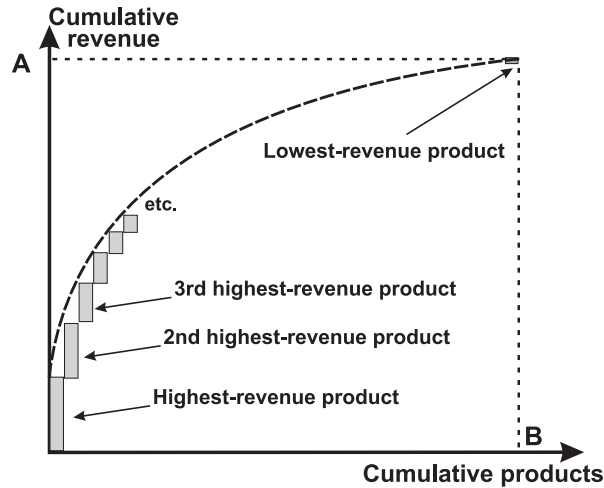 Cumulative
revenue
A
Lowest-revenue product
etc.
3rd highest-revenue product
2nd highest-revenue product
Highest-revenue product
B
Cumulative products